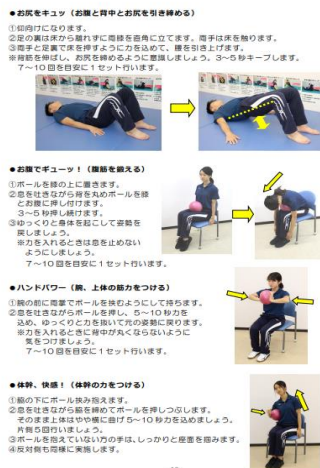 ●お尻をキュッ（お腹と背中とお尻を引き締める）
①仰向けになります。
②足の裏は床から離れずに両膝を直角に立てます。両手は床を触ります。
③両手と足裏で床を押すように力を込めて、腰を引き上げます。
※背筋を伸ばし、お尻を締めるように意識しましょう。3～5秒キープします。
7～10回を目安に1セット行います。
●お腹でギューッ！（腹筋を鍛える）
①ボールを膝の上に置きます。
②息を吐きながら背を丸めボールを膝
とお腹に押し付けます。
3～5秒押し続けます。
③ゆっくりと身体を起こして姿勢を
戻しましょう。
※力を入れるときは息を止めない
ようにしましょう。
7～10回を目安に1セット行います。
●ハンドパワー（腕、上体の筋力をつける）
①胸の前に両掌でボールを挟むようにして持ちます。
②息を吐きながらボールを押し、5～10秒力を
込め、ゆっくりと力を抜いて元の姿勢に戻ります。
※力を入れるときに背中が丸くならないように
気をつけましょう。
7～10回を目安に1セット行います。
●体幹、快感！（体幹の力をつける）
①脇の下にボール挟み抱えます。
②息を吐きながら脇を締めてボールを押しつぶします。
そのまま上体はやや横に曲げ5～10秒力を込めましょう。
片側5回行いましょう。
③ボールを抱えていない方の手は、しっかりと座面を掴みます。
④反対側も同様に実施します。